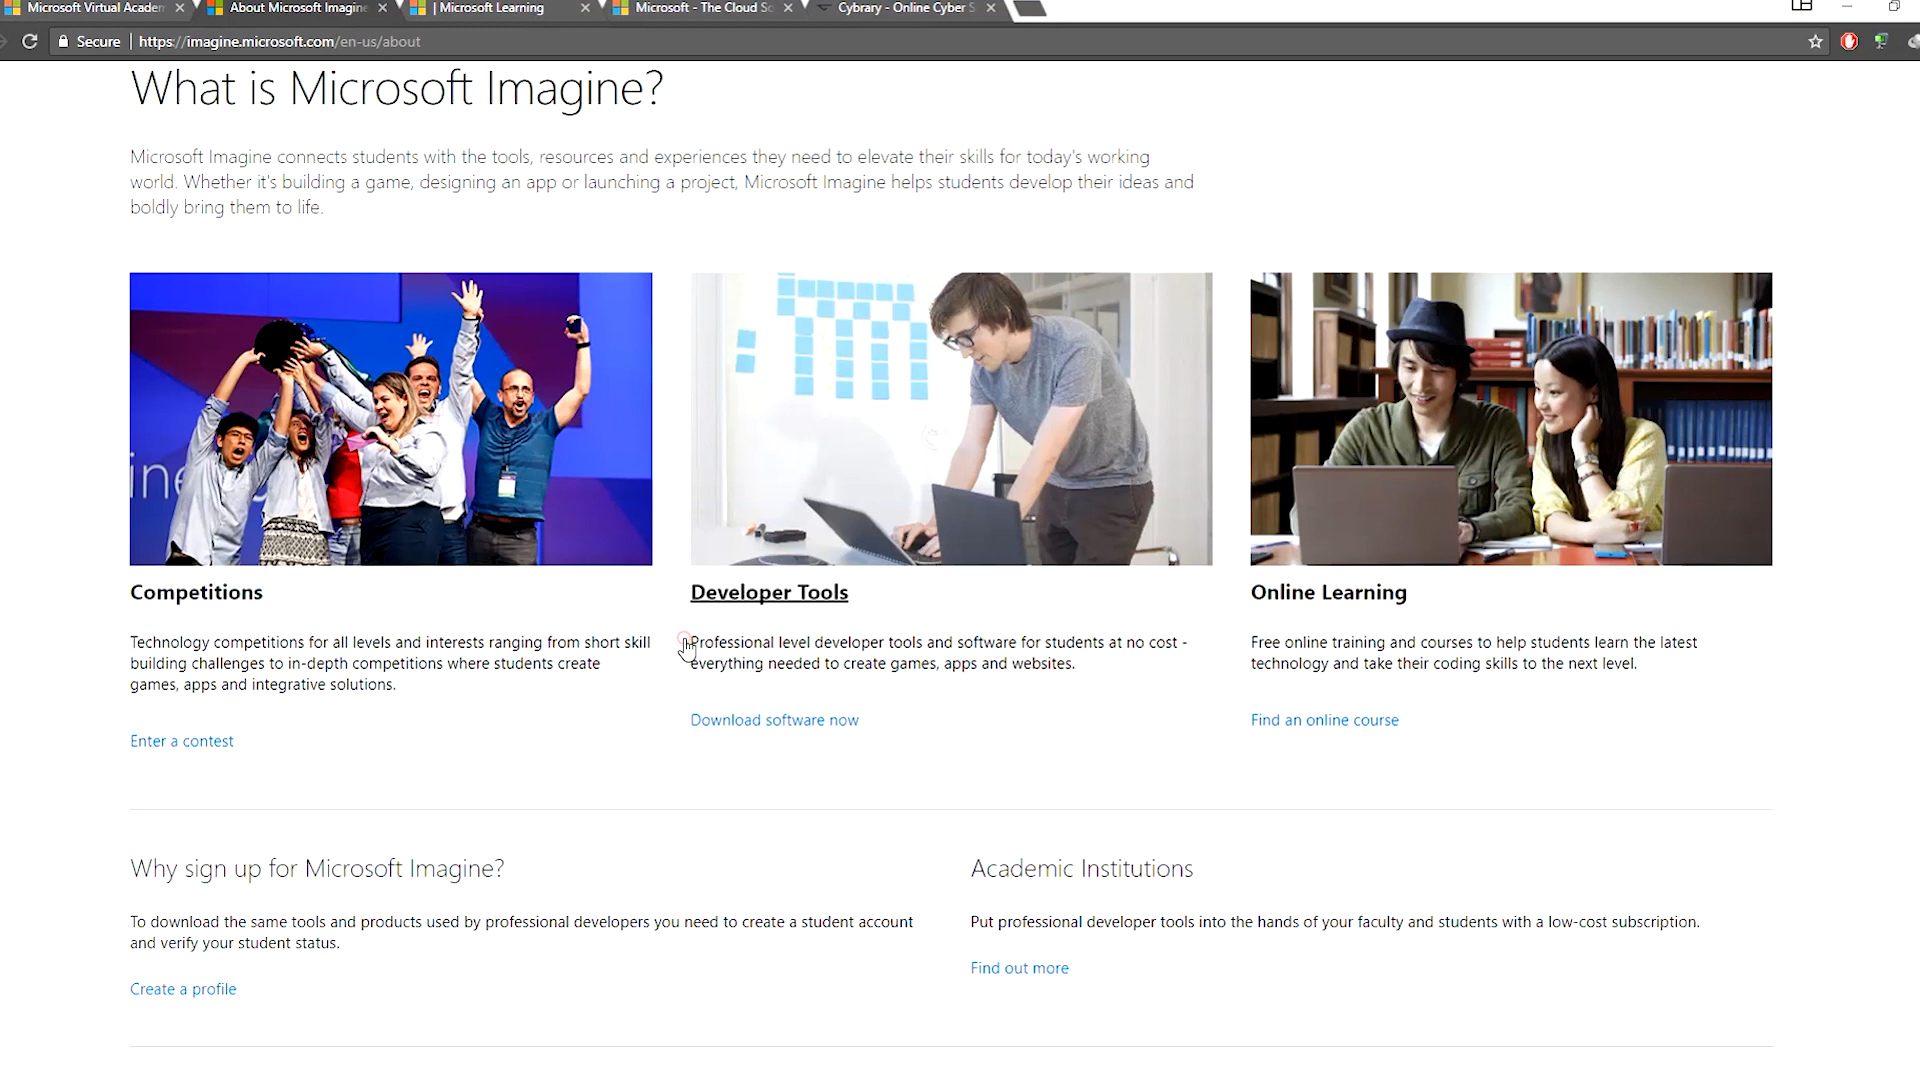 Microsoft Virtual Academ
About Microsoft Imagine
| Microsoft Learning
Microsoft - The Cloud So
Cybrary - Online Cyber S
Secure | https://imagine.microsoft.com/en-us/about
What is Microsoft Imagine?
Microsoft Imagine connects students with the tools, resources and experiences they need to elevate their skills for today's working
world. Whether it's building a game, designing an app or launching a project, Microsoft Imagine helps students develop their ideas and
boldly bring them to life.
ine
Competitions
Technology competitions for all levels and interests ranging from short skill
building challenges to in-depth competitions where students create
games, apps and integrative solutions.
Enter a contest
Developer Tools
Professional level developer tools and software for students at no cost -
everything needed to create games, apps and websites.
Download software now
Online Learning
Free online training and courses to help students learn the latest
technology and take their coding skills to the next level.
Find an online course
Why sign up for Microsoft Imagine?
To download the same tools and products used by professional developers you need to create a student account
and verify your student status.
Create a profile
Academic Institutions
Put professional developer tools into the hands of your faculty and students with a low-cost subscription.
Find out more